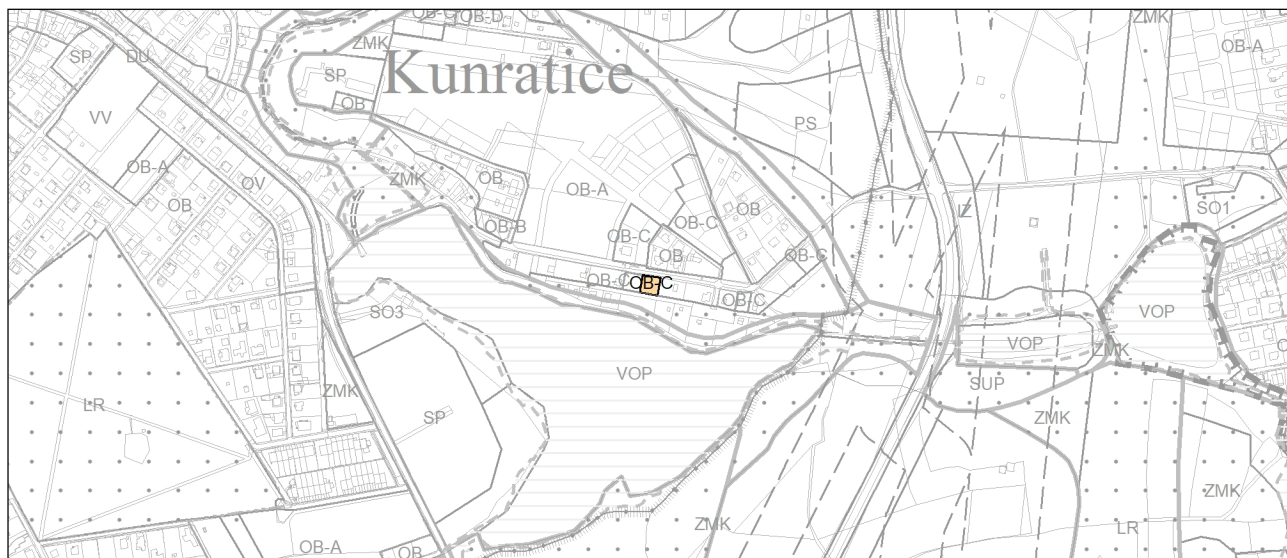 OB-C
OB-D
ZMK
OB-A
SP
DU
ZMK
SP
Kunratice
OB
VV
PS
OB-A
OV
OB
ZMK
OB
OB-A
OB-C
OB
SO1
OB-B
OB-C
OB
OB-C
IZ
OB-C
OB-C
OB-C
SO3
VOP
VOP
VOP
ZMK
SUP
ZMK
LR
SP
ZMK
ZMK
ZMK
LR
OB-A
OB